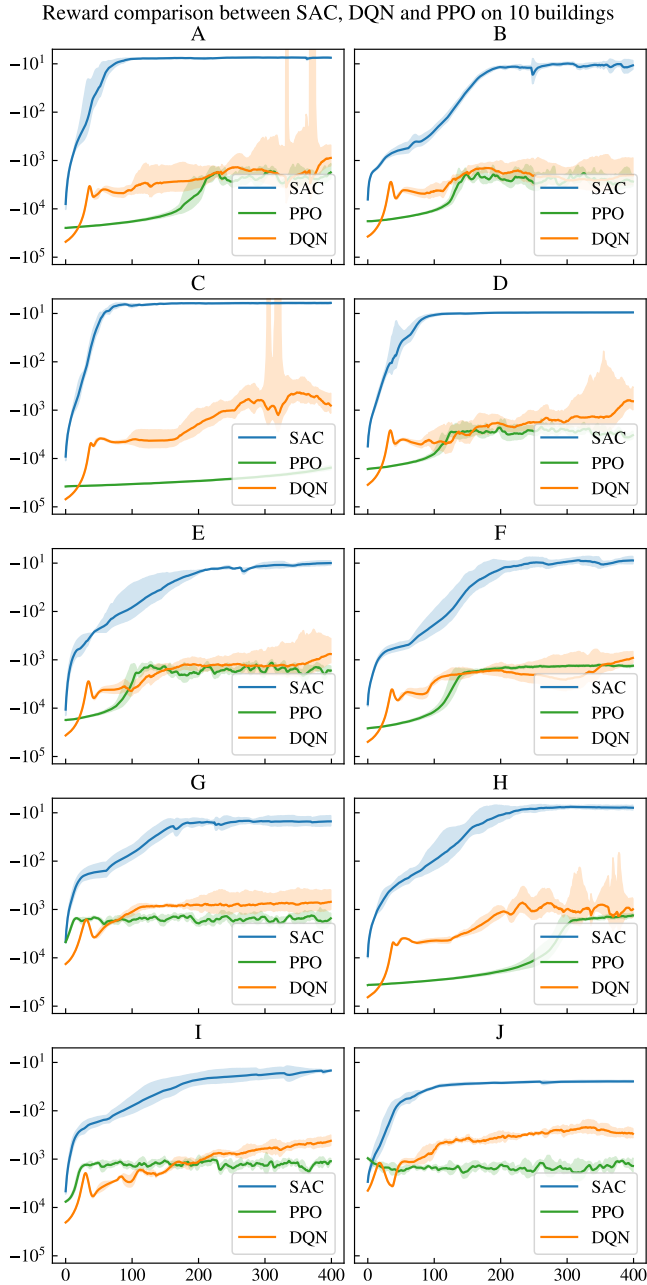 Reward comparison between SAC, DQN and PPO on 10 buildings
A
B
−10¹
−10²
−10³
−10⁴
−10⁵
SAC
PPO
DQN
SAC
PPO
DQN
C
D
−10¹
−10²
−10³
−10⁴
−10⁵
SAC
PPO
DQN
SAC
PPO
DQN
E
F
−10¹
−10²
−10³
−10⁴
−10⁵
SAC
PPO
DQN
SAC
PPO
DQN
G
H
−10¹
−10²
−10³
−10⁴
−10⁵
SAC
PPO
DQN
SAC
PPO
DQN
I
J
−10¹
−10²
−10³
−10⁴
−10⁵
SAC
PPO
DQN
SAC
PPO
DQN
0 100 200 300 400
0 100 200 300 400